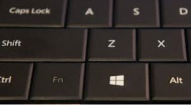 Caps Lock A S D
Shift Z X
Ctrl Fn Alt